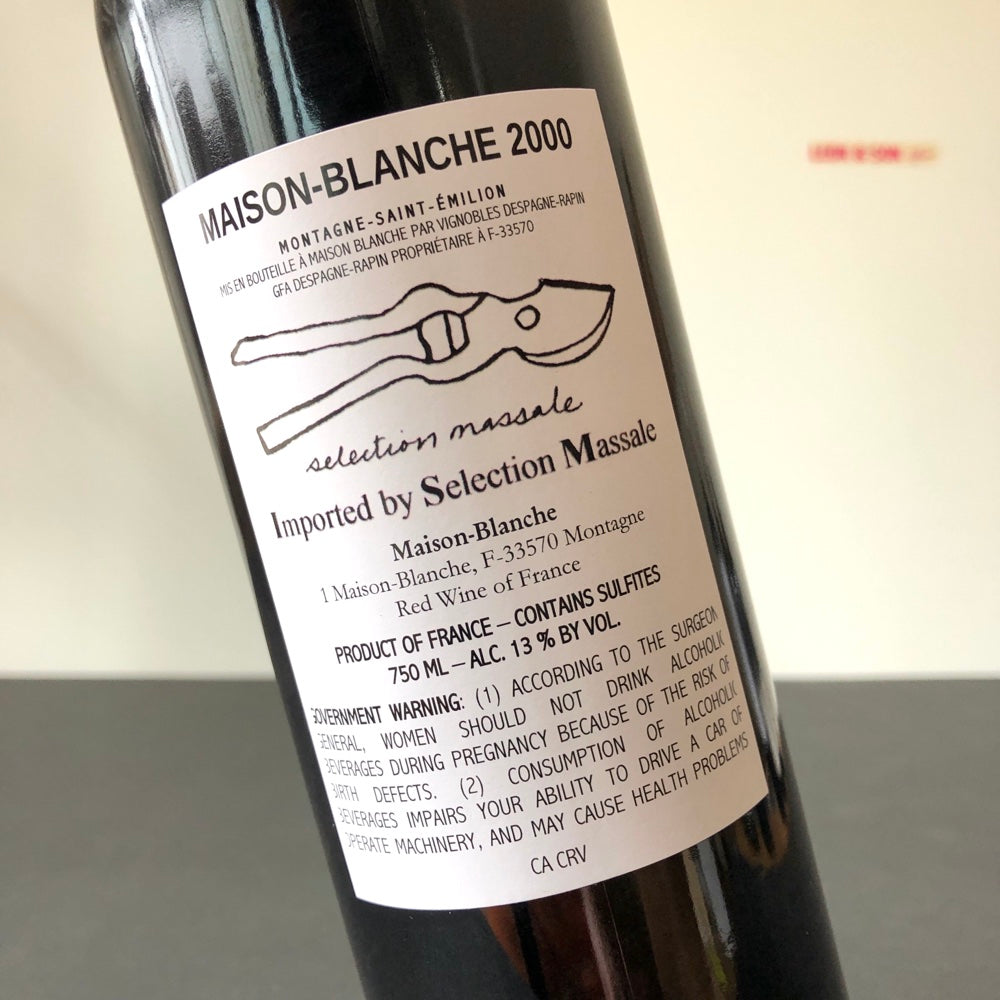 MAISON-BLANCHE 2000
MONTAGNE-SAINT-ÉMILION
MIS EN BOUTEILLE À MAISON BLANCHE PAR VIGNOBLES DESPAGNE-RAPIN
GFA DESPAGNE-RAPIN PROPRIÉTAIRE À F-33570
selection massale
Imported by Selection Massale
Maison-Blanche
1 Maison-Blanche, F-33570 Montagne
Red Wine of France
PRODUCT OF FRANCE – CONTAINS SULFITES
750 ML – ALC. 13 % BY VOL.
GOVERNMENT WARNING: (1) ACCORDING TO THE SURGEON
GENERAL, WOMEN SHOULD NOT DRINK ALCOHOLIC
BEVERAGES DURING PREGNANCY BECAUSE OF THE RISK OF
BIRTH DEFECTS. (2) CONSUMPTION OF ALCOHOLIC
BEVERAGES IMPAIRS YOUR ABILITY TO DRIVE A CAR OF
OPERATE MACHINERY, AND MAY CAUSE HEALTH PROBLEMS
CA CRV